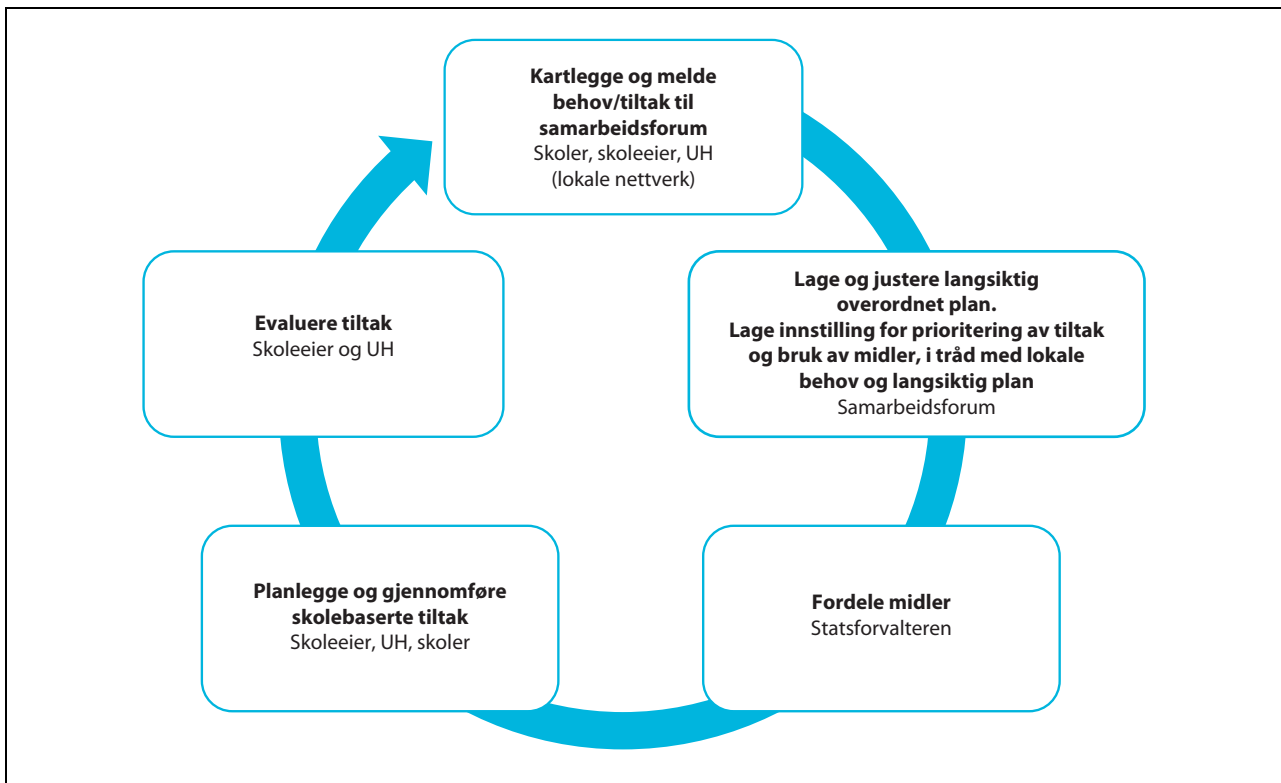 Kartlegge og melde
behov/tiltak til
samarbeidsforum
Skoler, skoleeier, UH
(lokale nettverk)
Lage og justere langsiktig
overordnet plan.
Lage innstilling for prioritering av tiltak
og bruk av midler, i tråd med lokale
behov og langsiktig plan
Samarbeidsforum
Fordele midler
Statsforvalteren
Planlegge og gjennomføre
skolebaserte tiltak
Skoleeier, UH, skoler
Evaluere tiltak
Skoleeier og UH